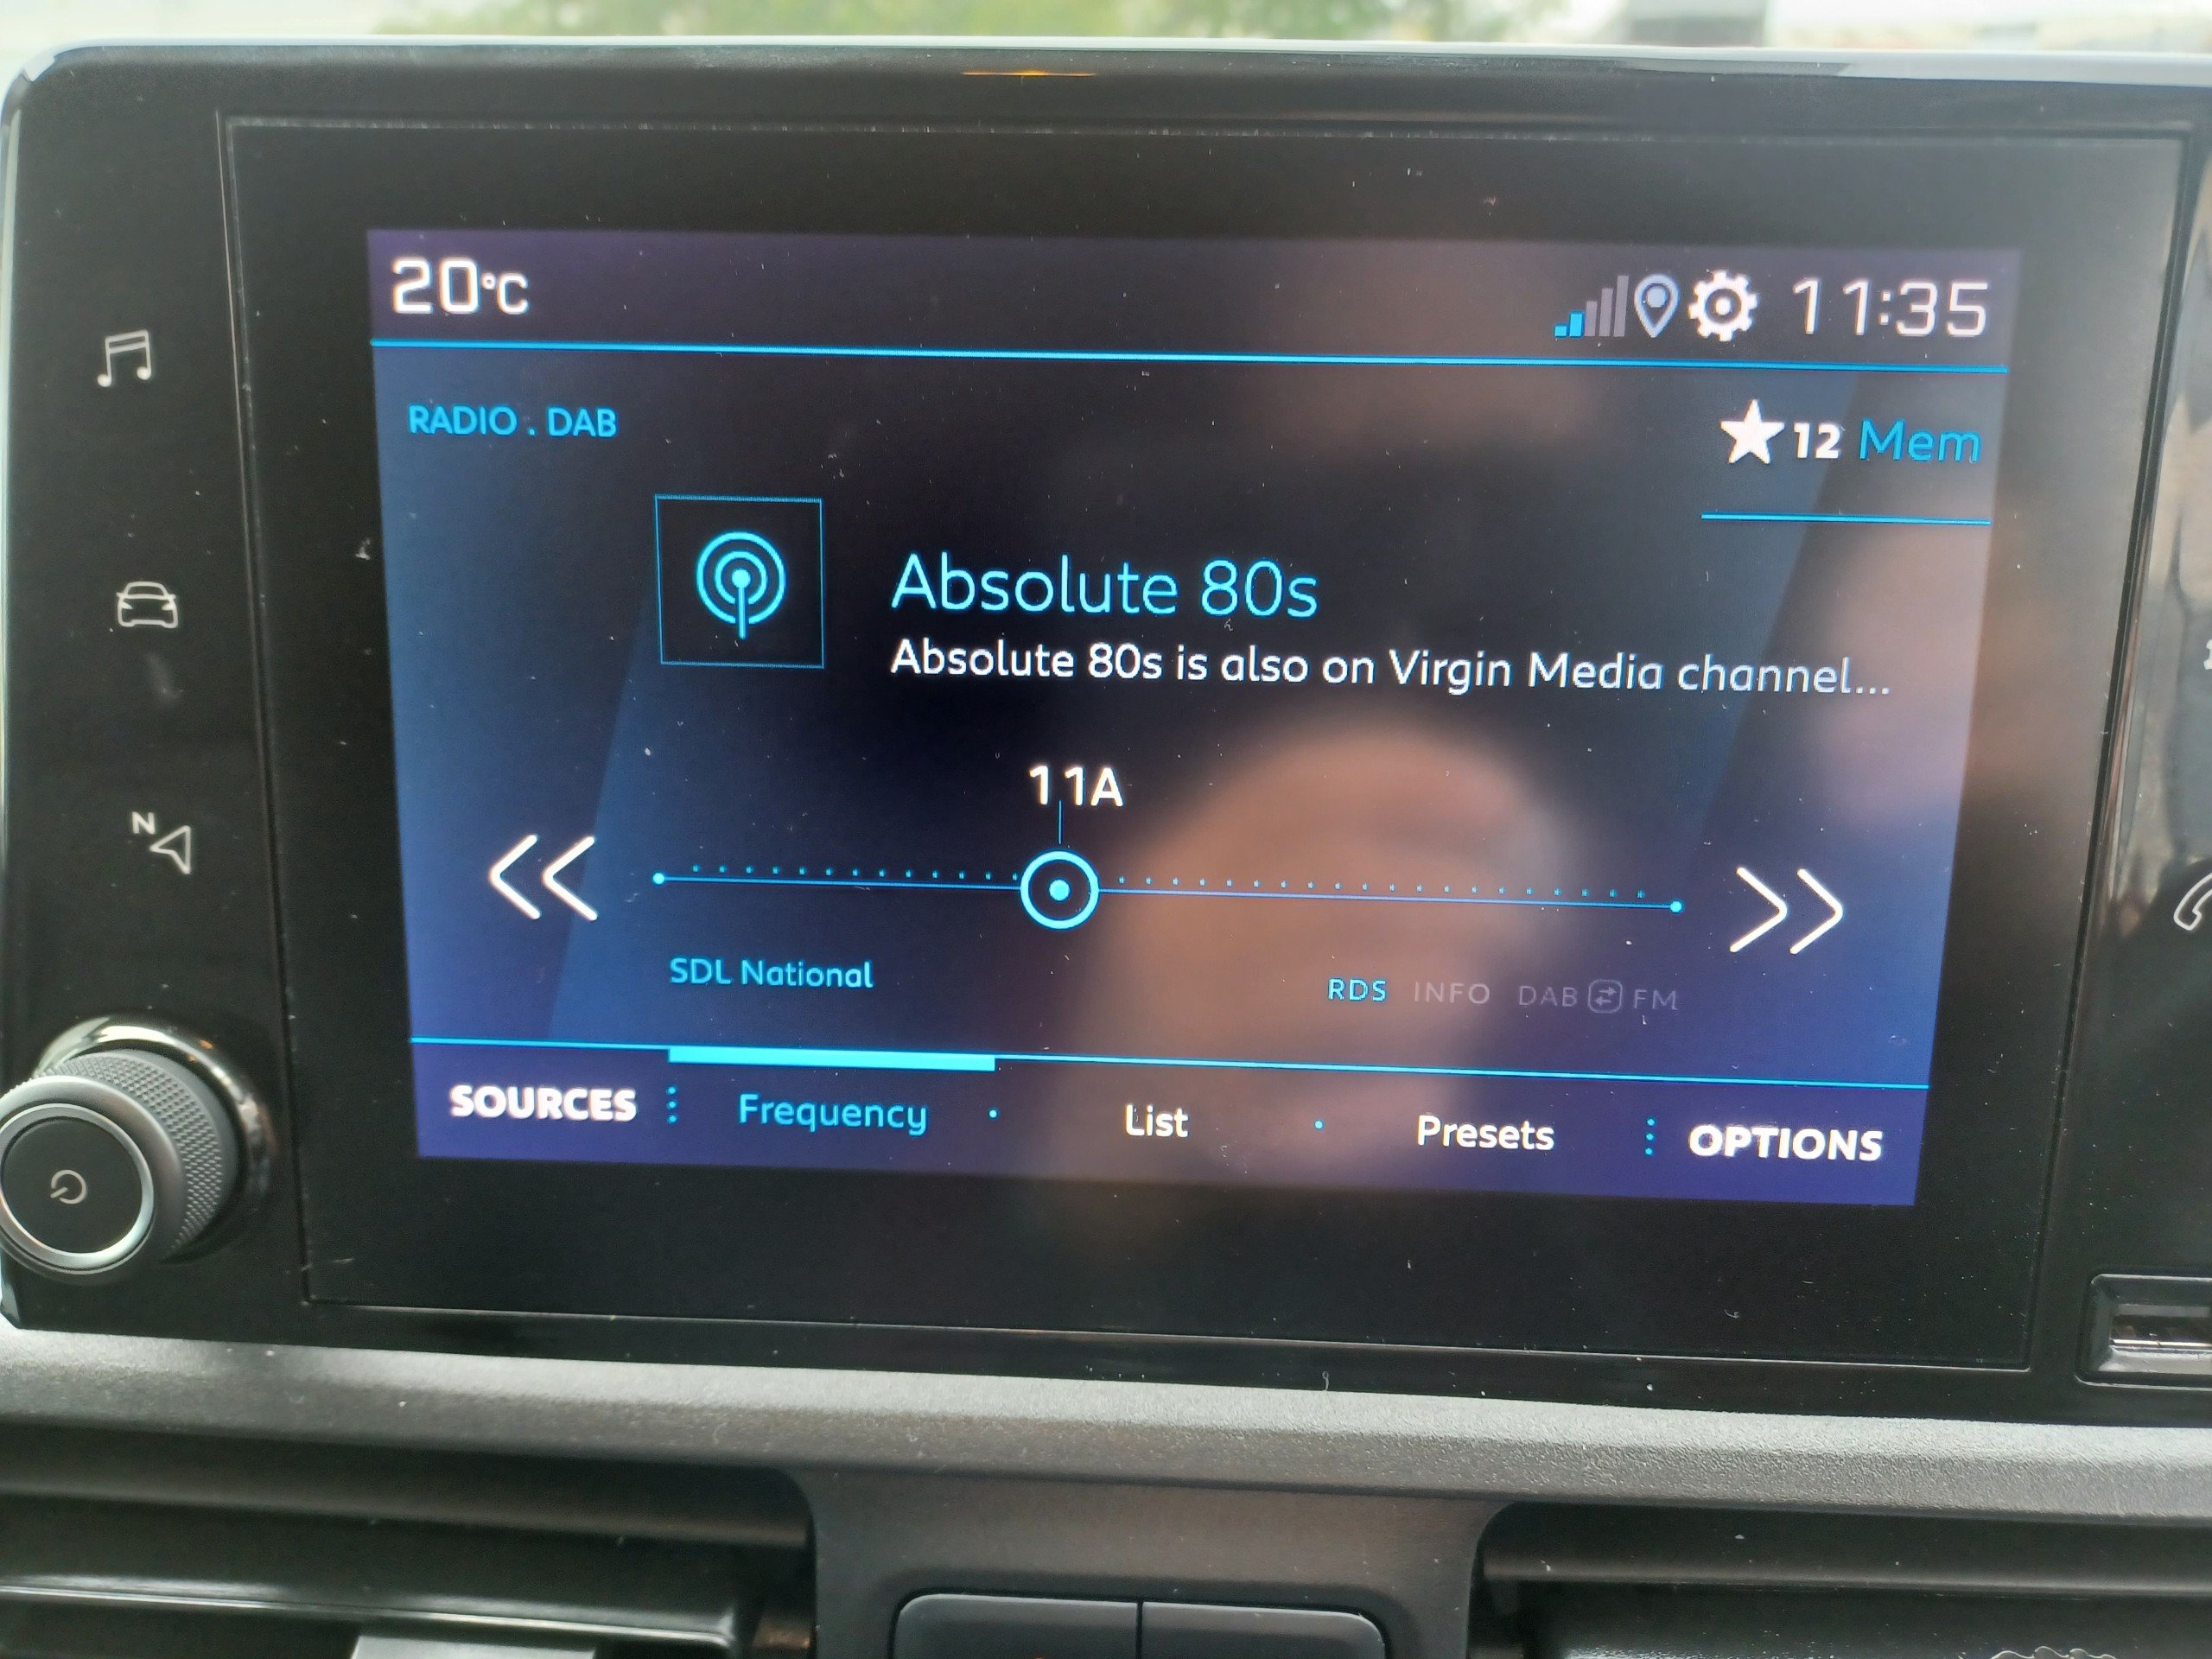 20°C
11:35
RADIO . DAB
12 Mem
Absolute 80s
Absolute 80s is also on Virgin Media channel...
11A
N
SDL National
RDS INFO DAB FM
SOURCES Frequency List Presets OPTIONS